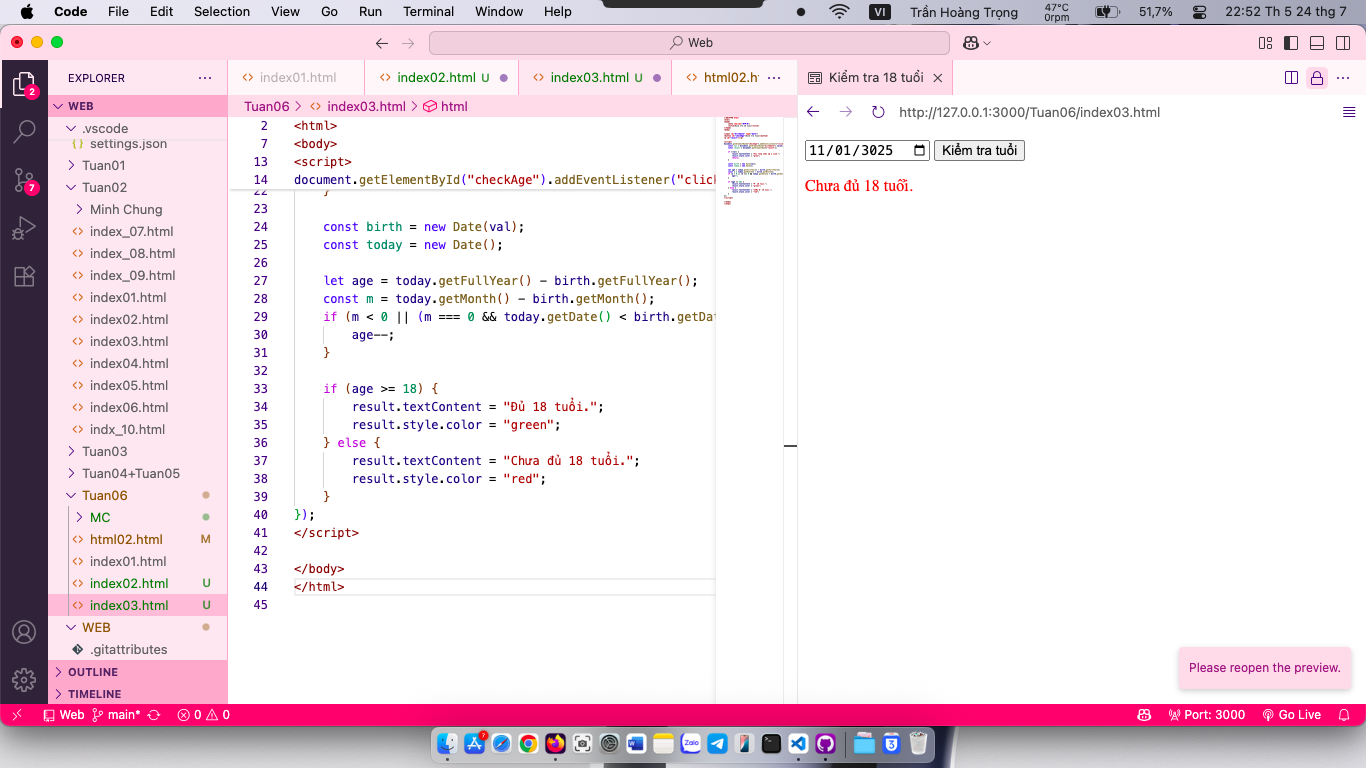 Code File Edit Selection View Go Run Terminal Window Help
VI Trần Hoàng Trọng 47°C 0rpm 51,7% 22:52 Th 5 24 thg 7
Web
EXPLORER
WEB
.vscode
settings.json
Tuan01
Tuan02
Minh Chung
index_07.html
index_08.html
index_09.html
index01.html
index02.html
index03.html
index04.html
index05.html
index06.html
indx_10.html
Tuan03
Tuan04+Tuan05
Tuan06
MC
html02.html M
index01.html
index02.html U
index03.html U
WEB
.gitattributes
OUTLINE
TIMELINE
2
7
index01.html index02.html U index03.html U html02.h
Tuan06 > index03.html > html
2 <html>
7 <body>
13 <script>
14 document.getElementById("checkAge").addEventListener("clic
22 }
23
24 const birth = new Date(val);
25 const today = new Date();
26
27 let age = today.getFullYear() - birth.getFullYear();
28 const m = today.getMonth() - birth.getMonth();
29 if (m < 0 || (m === 0 && today.getDate() < birth.getDa
30 age--;
31 }
32
33 if (age >= 18) {
34 result.textContent = "Đủ 18 tuổi.";
35 result.style.color = "green";
36 } else {
37 result.textContent = "Chưa đủ 18 tuổi.";
38 result.style.color = "red";
39 }
40 });
41 </script>
42
43 </body>
44 </html>
45
Kiểm tra 18 tuổi
http://127.0.0.1:3000/Tuan06/index03.html
11/01/3025 Kiểm tra tuổi
Chưa đủ 18 tuổi.
Please reopen the preview.
Web main* 0 0
Port: 3000 Go Live
7
Zalo
3